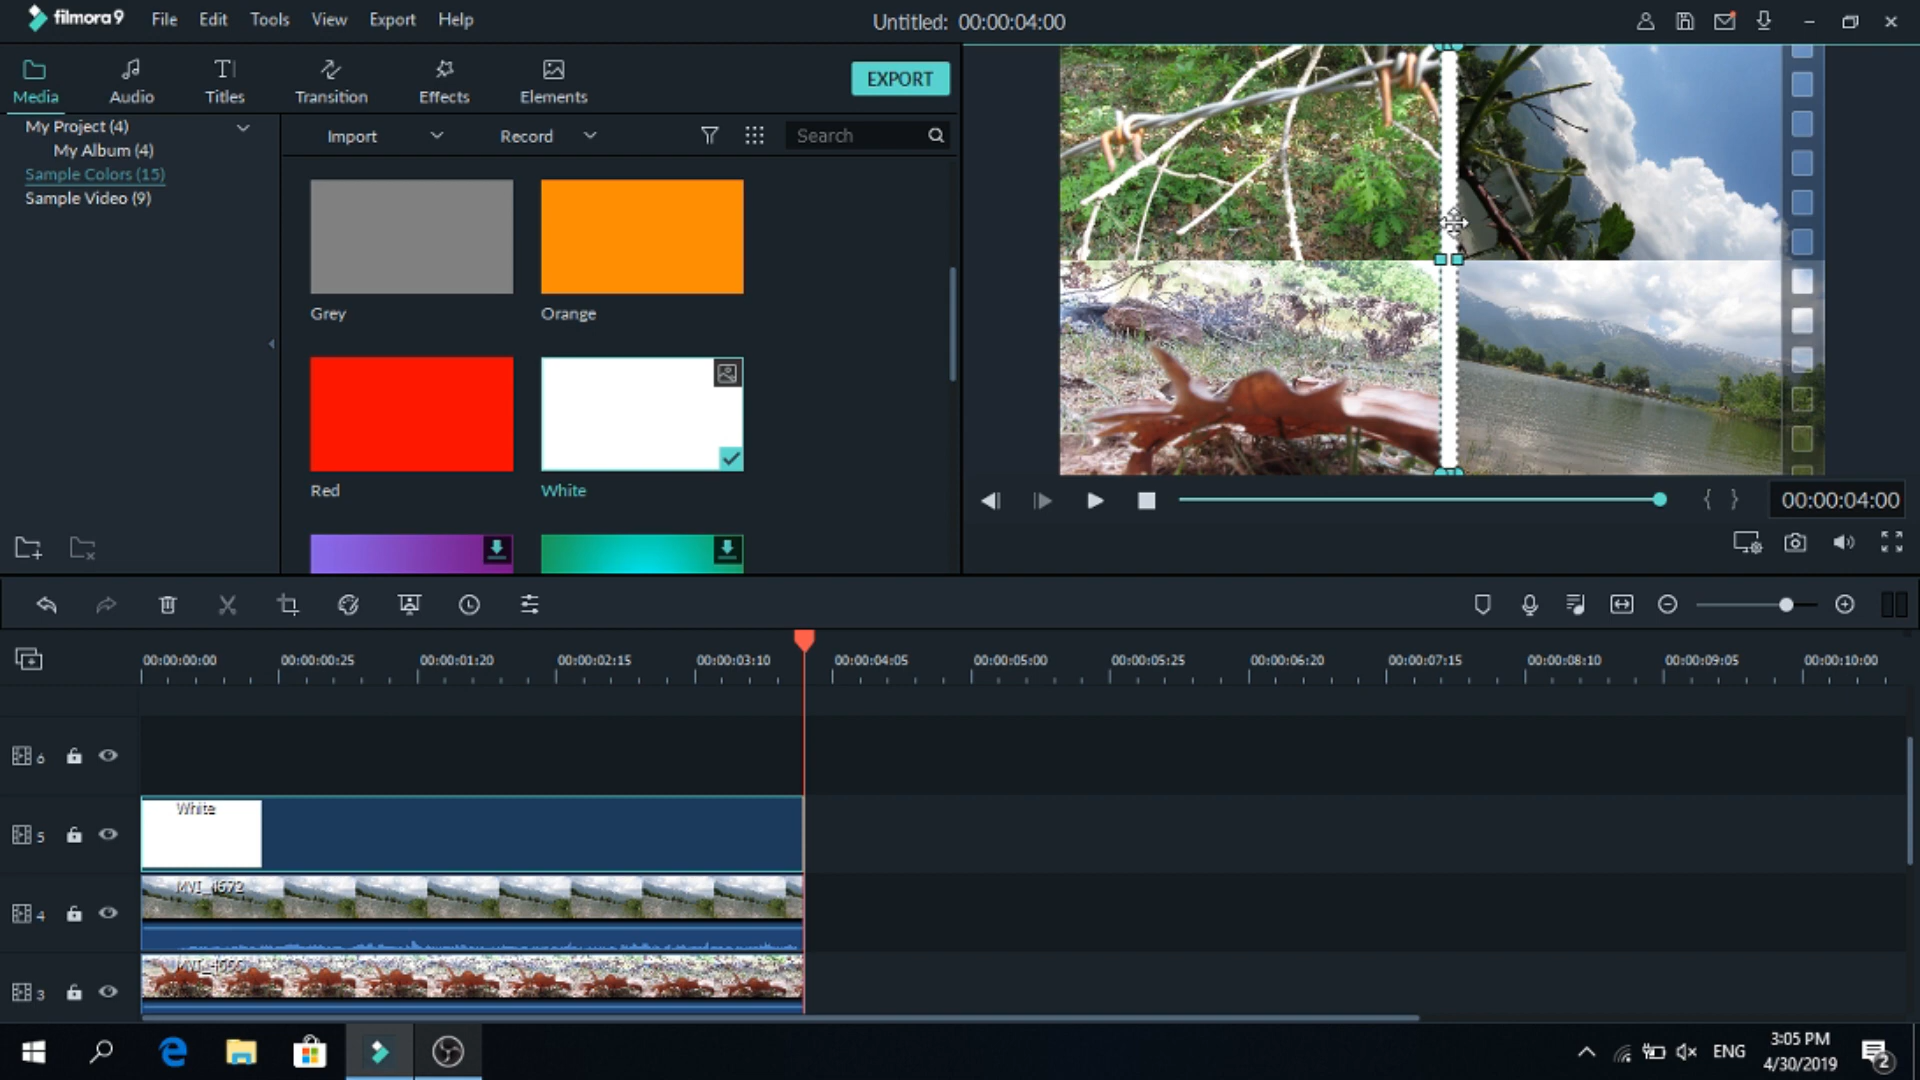 filmora9 File Edit Tools View Export Help Untitled: 00:00:04:00
Media Audio Titles Transition Effects Elements EXPORT
My Project (4)
My Album (4)
Sample Colors (15)
Sample Video (9)
Import Record Search
Grey Orange
Red White
00:00:04:00
00:00:00:00 00:00:00:25 00:00:01:20 00:00:02:15 00:00:03:10 00:00:04:05 00:00:05:00 00:00:05:25 00:00:06:20 00:00:07:15 00:00:08:10 00:00:09:05 00:00:10:00
6
5 White
4 MVI_4672
3
ENG 3:05 PM
4/30/2019 2